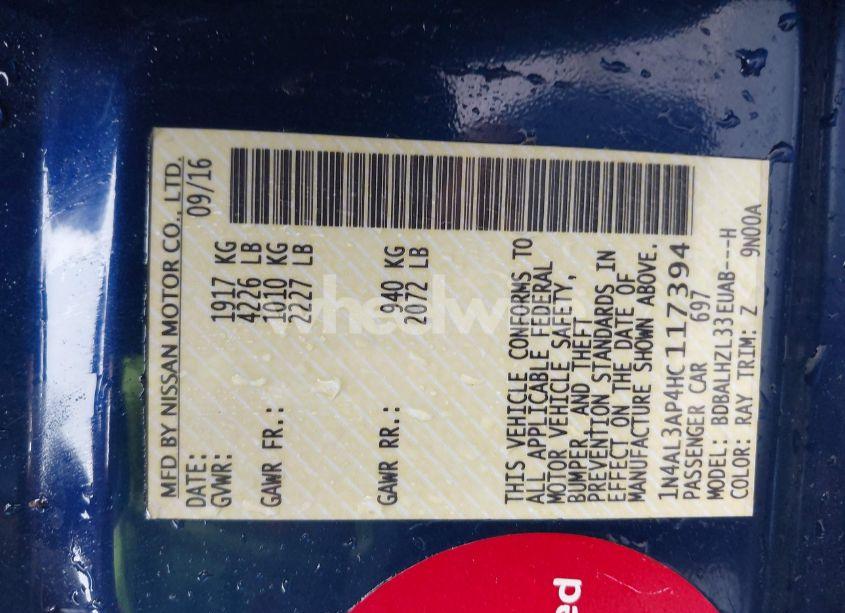 MFD BY NISSAN MOTOR CO., LTD.
DATE: 09/16
GVWR: 1917 KG
4226 LB
GAWR FR.: 1010 KG
2227 LB
GAWR RR.: 940 KG
2072 LB
THIS VEHICLE CONFORMS TO
ALL APPLICABLE FEDERAL
MOTOR VEHICLE SAFETY,
BUMPER, AND THEFT
PREVENTION STANDARDS IN
EFFECT ON THE DATE OF
MANUFACTURE SHOWN ABOVE.
1N4AL3AP4HC117394
PASSENGER CAR 697
MODEL: BDBALHZL33EUAB---H
COLOR: RAY TRIM: Z 9N00A